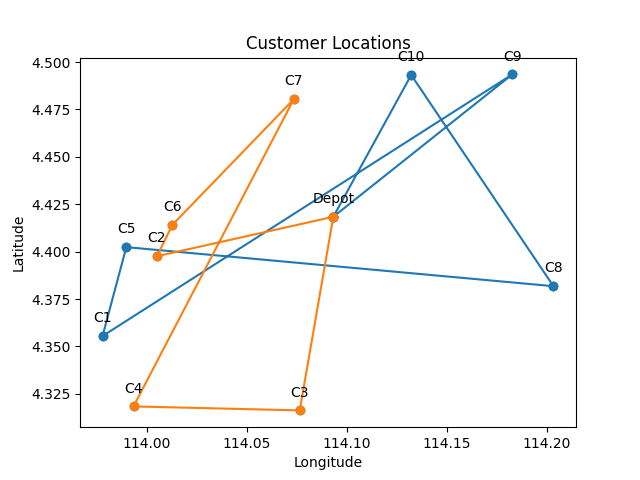 Customer Locations
4.500
4.475
4.450
4.425
4.400
4.375
4.350
4.325
Latitude
C10
C9
C7
Depot
C6
C5
C2
C8
C1
C4
C3
114.00
114.05
114.10
114.15
114.20
Longitude